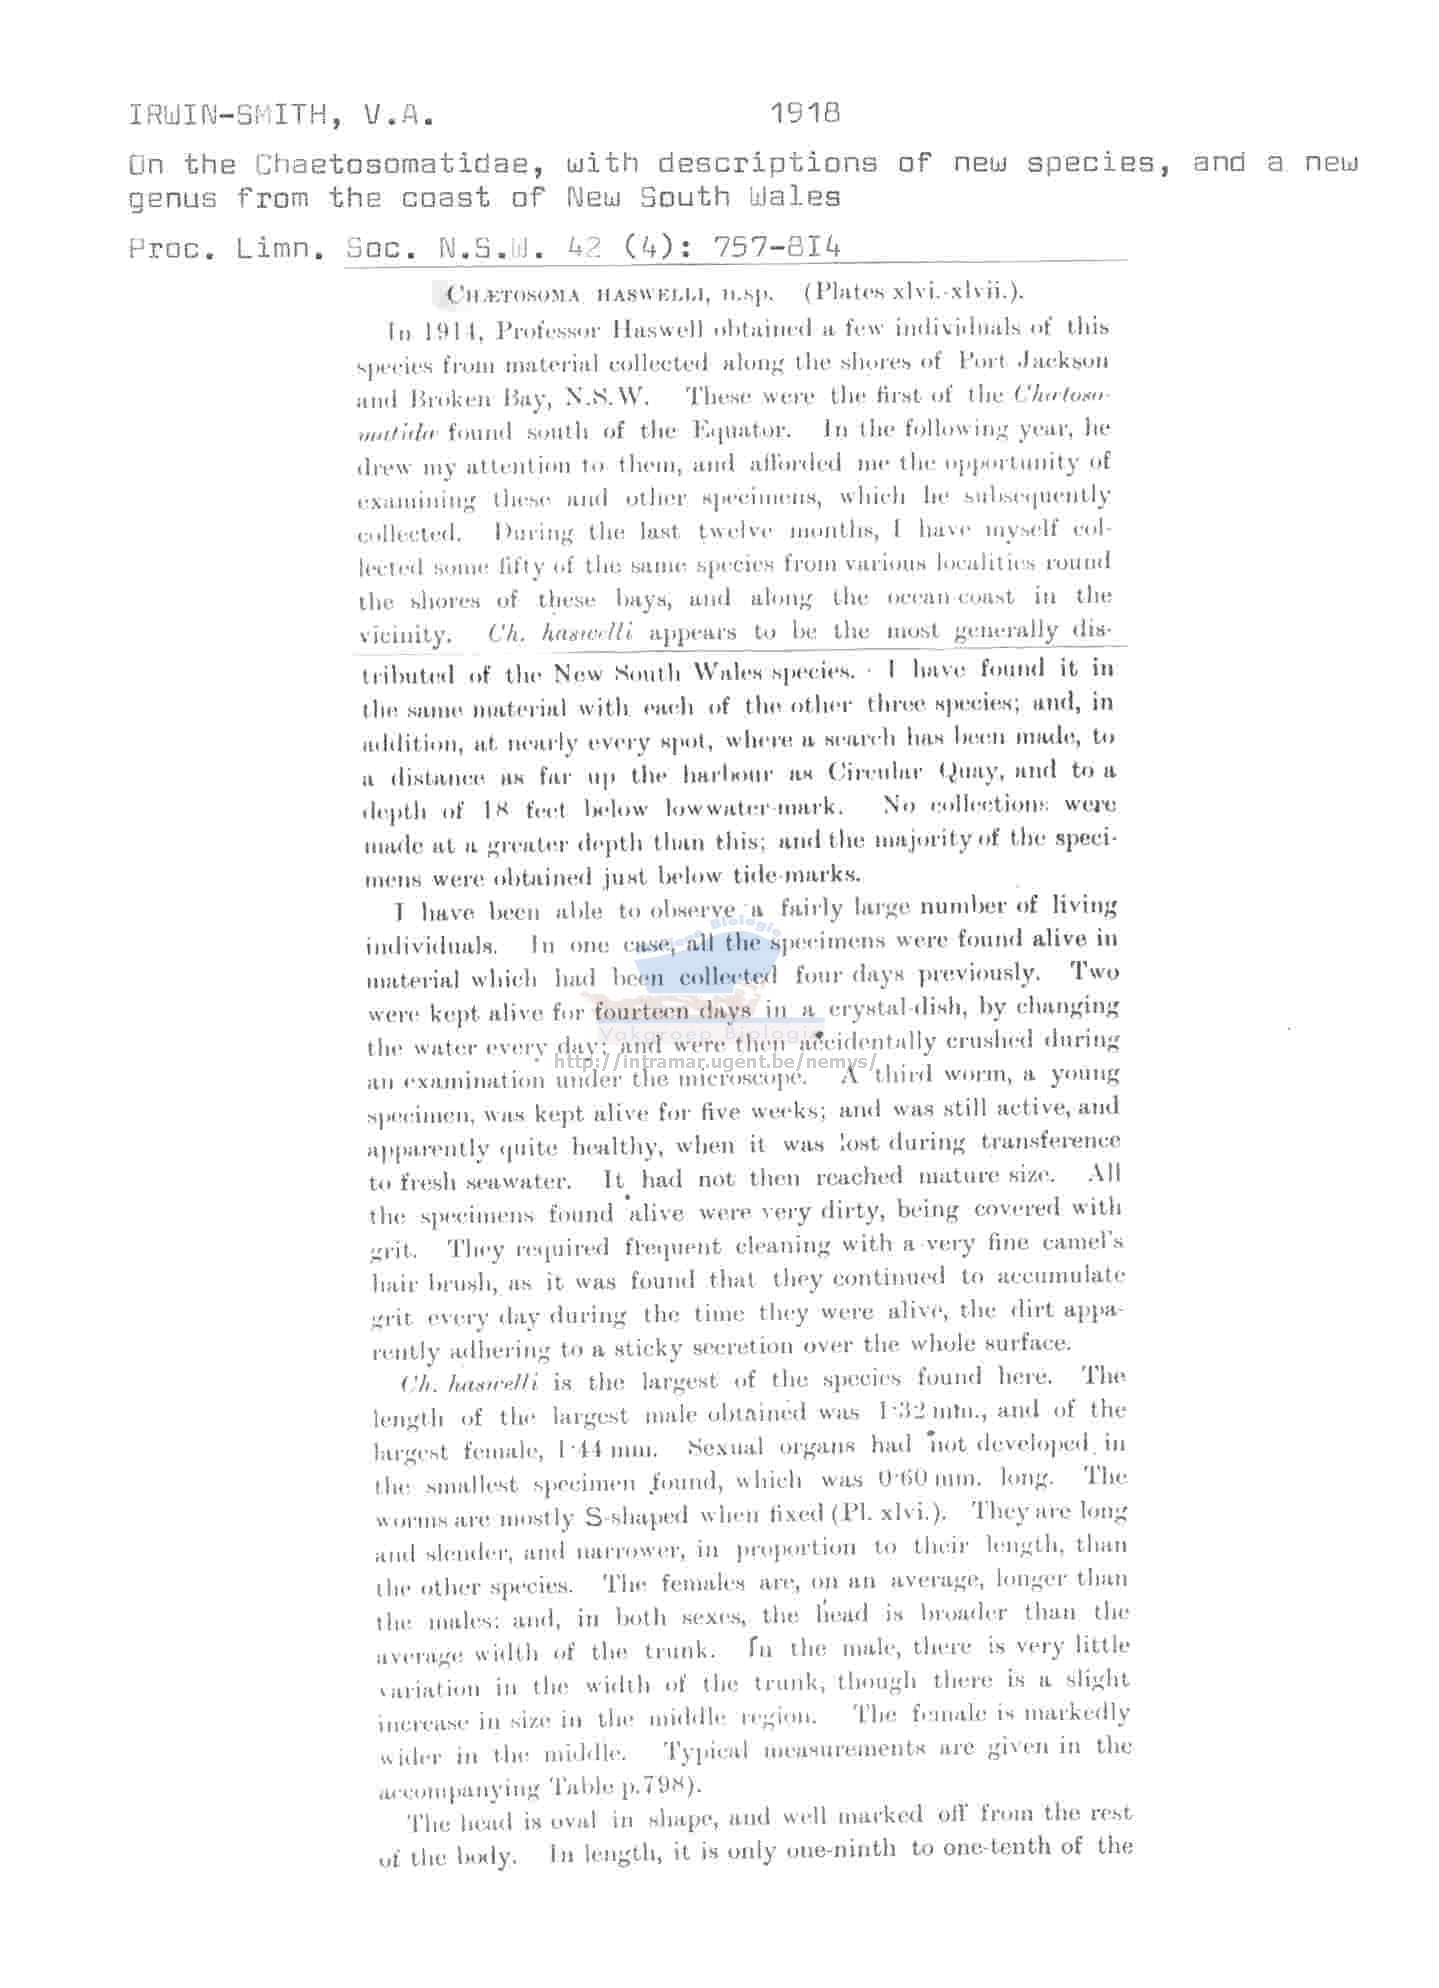 IRWIN-SMITH, V.A. 1918
On the Chaetosomatidae, with descriptions of new species, and a new
genus from the coast of New South Wales
Proc. Limn. Soc. N.S.W. 42 (4): 757-8I4
CHÆTOSOMA HASWELLI, n.sp. (Plates xlvi.-xlvii.).
In 1914, Professor Haswell obtained a few individuals of this
species from material collected along the shores of Port Jackson
and Broken Bay, N.S.W. These were the first of the Chætoso-
matidæ found south of the Equator. In the following year, he
drew my attention to them, and afforded me the opportunity of
examining these and other specimens, which he subsequently
collected. During the last twelve months, I have myself col-
lected some fifty of the same species from various localities round
the shores of these bays, and along the ocean-coast in the
vicinity. Ch. haswelli appears to be the most generally dis-
tributed of the New South Wales species. I have found it in
the same material with each of the other three species; and, in
addition, at nearly every spot, where a search has been made, to
a distance as far up the harbour as Circular Quay, and to a
depth of 18 feet below lowwater-mark. No collections were
made at a greater depth than this; and the majority of the speci-
mens were obtained just below tide-marks.
I have been able to observe a fairly large number of living
individuals. In one case, all the specimens were found alive in
material which had been collected four days previously. Two
were kept alive for fourteen days in a crystal-dish, by changing
the water every day; and were then accidentally crushed during
an examination under the microscope. A third worm, a young
specimen, was kept alive for five weeks; and was still active, and
apparently quite healthy, when it was lost during transference
to fresh seawater. It had not then reached mature size. All
the specimens found alive were very dirty, being covered with
grit. They required frequent cleaning with a very fine camel's
hair brush, as it was found that they continued to accumulate
grit every day during the time they were alive, the dirt appa-
rently adhering to a sticky secretion over the whole surface.
Ch. haswelli is the largest of the species found here. The
length of the largest male obtained was 1·32 mm., and of the
largest female, 1·44 mm. Sexual organs had not developed in
the smallest specimen found, which was 0·60 mm. long. The
worms are mostly S-shaped when fixed (Pl. xlvi.). They are long
and slender, and narrower, in proportion to their length, than
the other species. The females are, on an average, longer than
the males: and, in both sexes, the head is broader than the
average width of the trunk. In the male, there is very little
variation in the width of the trunk, though there is a slight
increase in size in the middle region. The female is markedly
wider in the middle. Typical measurements are given in the
accompanying Table p.798).
The head is oval in shape, and well marked off from the rest
of the body. In length, it is only one-ninth to one-tenth of the
Biologie
Vakgroep Biologie
http://intramar.ugent.be/nemys/